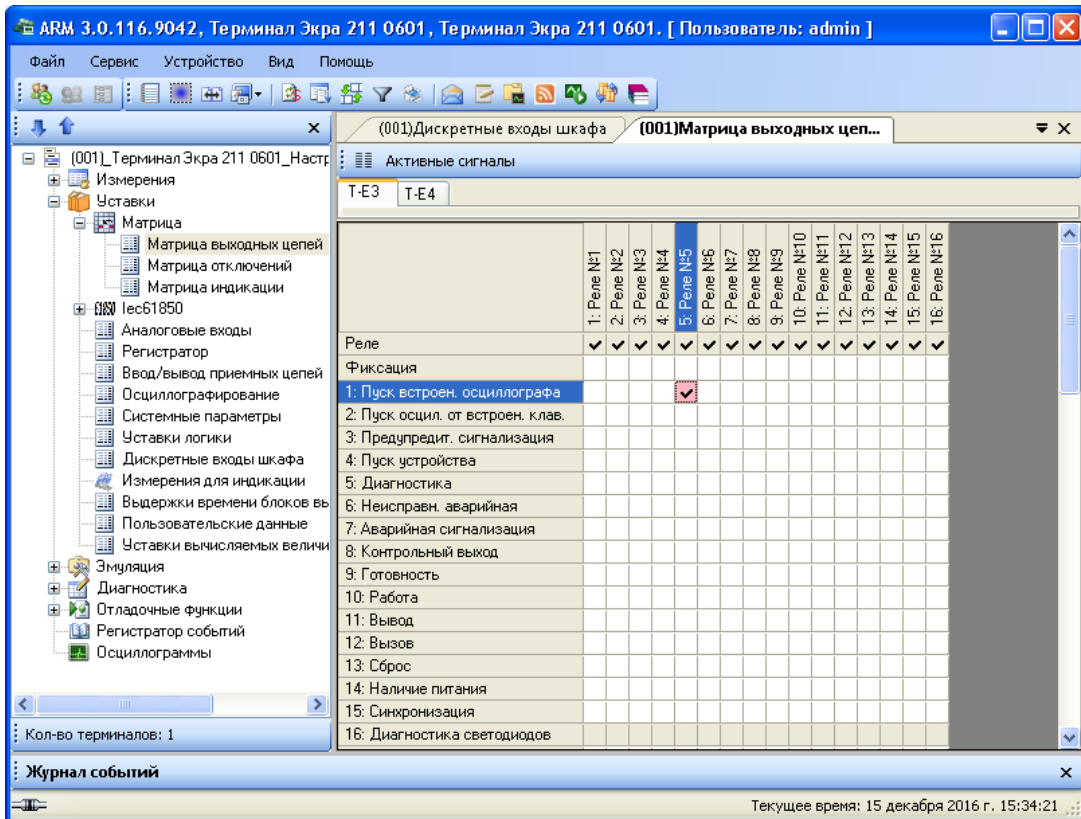 ARM 3.0.116.9042, Терминал Экра 211 0601, Терминал Экра 211 0601. [ Пользователь: admin ]
Файл Сервис Устройство Вид Помощь
(001)_Терминал Экра 211 0601_Настр
Измерения
Уставки
Матрица
Матрица выходных цепей
Матрица отключений
Матрица индикации
Iec61850
Аналоговые входы
Регистратор
Ввод/вывод приемных цепей
Осциллографирование
Системные параметры
Уставки логики
Дискретные входы шкафа
Измерения для индикации
Выдержки времени блоков вь
Пользовательские данные
Уставки вычисляемых величи
Эмуляция
Диагностика
Отладочные функции
Регистратор событий
Осциллограммы
Кол-во терминалов: 1
(001)Дискретные входы шкафа (001)Матрица выходных цеп...
Активные сигналы
T-E3 T-E4
1: Реле №1
2: Реле №2
3: Реле №3
4: Реле №4
5: Реле №5
6: Реле №6
7: Реле №7
8: Реле №8
9: Реле №9
10: Реле №10
11: Реле №11
12: Реле №12
13: Реле №13
14: Реле №14
15: Реле №15
16: Реле №16
Реле
Фиксация
1: Пуск встроен. осциллографа
2: Пуск осцил. от встроен. клав.
3: Предупредит. сигнализация
4: Пуск устройства
5: Диагностика
6: Неисправн. аварийная
7: Аварийная сигнализация
8: Контрольный выход
9: Готовность
10: Работа
11: Вывод
12: Вызов
13: Сброс
14: Наличие питания
15: Синхронизация
16: Диагностика светодиодов
Журнал событий
Текущее время: 15 декабря 2016 г. 15:34:21